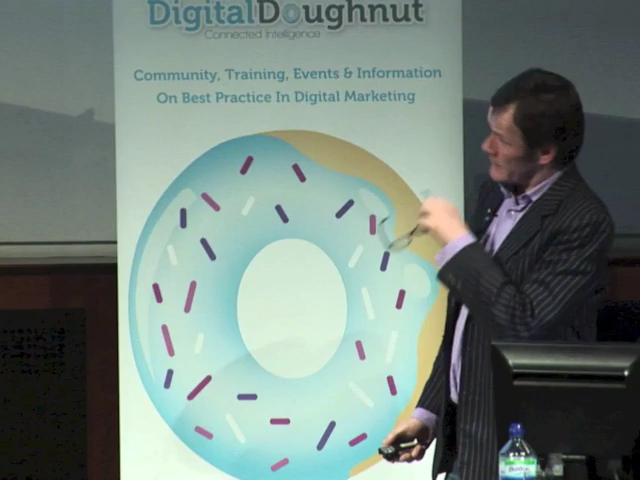 DigitalDoughnut
Connected Intelligence
Community, Training, Events & Information
On Best Practice In Digital Marketing